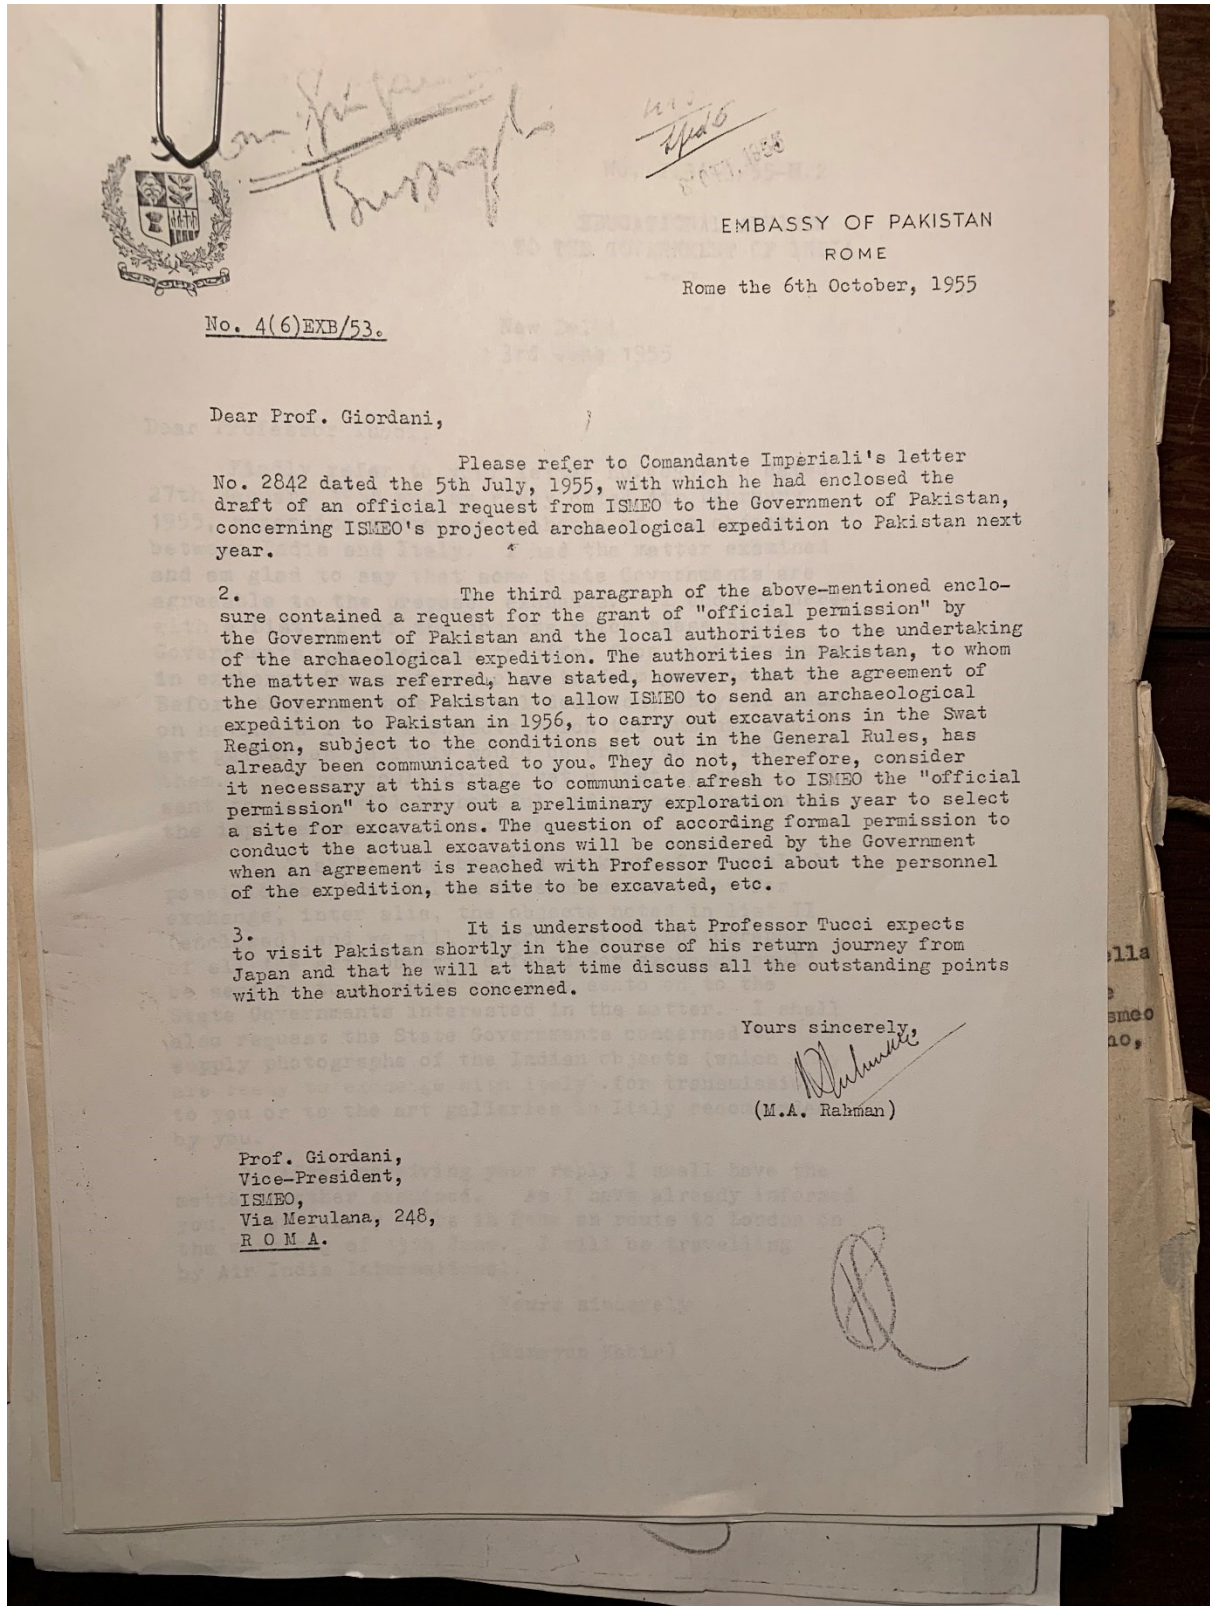 EMBASSY OF PAKISTAN
ROME
Rome the 6th October, 1955
No. 4(6)EXB/53.
Dear Prof. Giordani,
Please refer to Comandante Imperiali's letter
No. 2842 dated the 5th July, 1955, with which he had enclosed the
draft of an official request from ISMEO to the Government of Pakistan,
concerning ISMEO's projected archaeological expedition to Pakistan next
year.
2. The third paragraph of the above-mentioned enclo-
sure contained a request for the grant of "official permission" by
the Government of Pakistan and the local authorities to the undertaking
of the archaeological expedition. The authorities in Pakistan, to whom
the matter was referred, have stated, however, that the agreement of
the Government of Pakistan to allow ISMEO to send an archaeological
expedition to Pakistan in 1956, to carry out excavations in the Swat
Region, subject to the conditions set out in the General Rules, has
already been communicated to you. They do not, therefore, consider
it necessary at this stage to communicate afresh to ISMEO the "official
permission" to carry out a preliminary exploration this year to select
a site for excavations. The question of according formal permission to
conduct the actual excavations will be considered by the Government
when an agreement is reached with Professor Tucci about the personnel
of the expedition, the site to be excavated, etc.
3. It is understood that Professor Tucci expects
to visit Pakistan shortly in the course of his return journey from
Japan and that he will at that time discuss all the outstanding points
with the authorities concerned.
Yours sincerely,
(M.A. Rahman)
Prof. Giordani,
Vice-President,
ISMEO,
Via Merulana, 248,
R O M A.